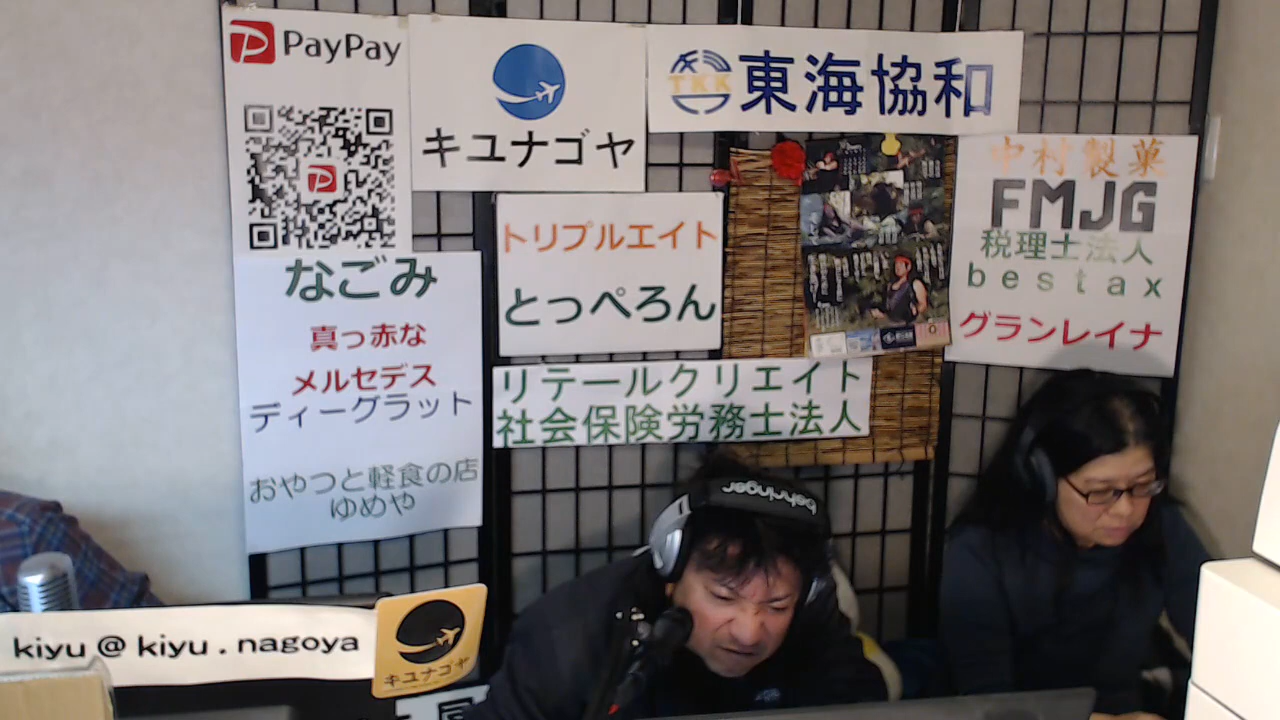 PayPay
キユナゴヤ
TKK 東海協和
中村製菓
FMJG
税理士法人
bestax
グランレイナ
トリプルエイト
とっぺろん
なごみ
真っ赤な
メルセデス
ディーグラット
おやつと軽食の店
ゆめや
リテールクリエイト
社会保険労務士法人
behringer
kiyu @ kiyu . nagoya
キユナゴヤ